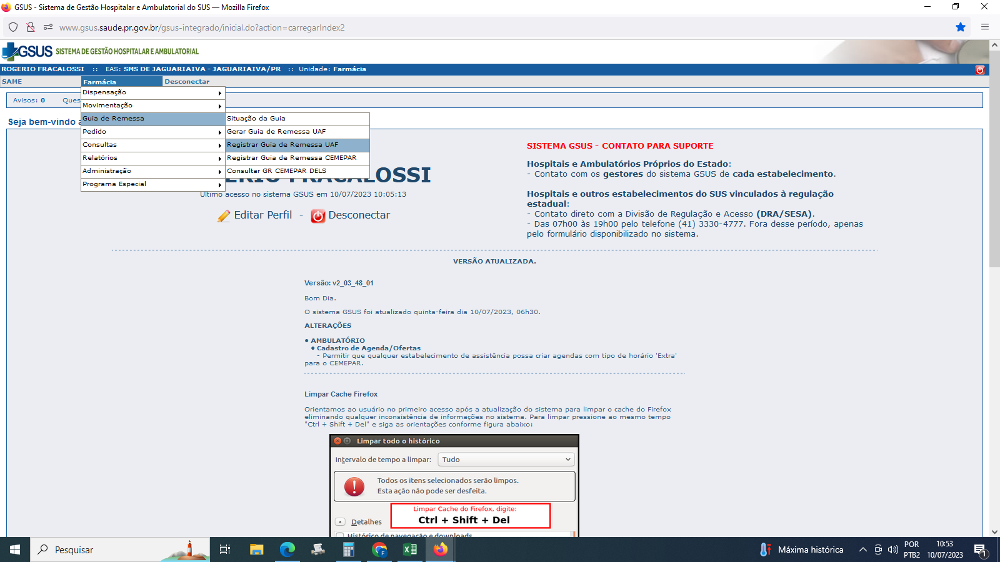 GSUS - Sistema de Gestão Hospitalar e Ambulatorial do SUS — Mozilla Firefox
www.gsus.saude.pr.gov.br/gsus-integrado/inicial.do?action=carregarIndex2
GSUS SISTEMA DE GESTÃO HOSPITALAR E AMBULATORIAL
ROGERIO FRACALOSSI :: EAS: SMS DE JAGUARIAIVA - JAGUARIAIVA/PR :: Unidade: Farmácia
SAME Farmácia Desconectar
Dispensação
Avisos: 0 Ques
Movimentação
Guia de Remessa Situação da Guia
Seja bem-vindo a
Pedido Gerar Guia de Remessa UAF
Consultas Registrar Guia de Remessa UAF
Relatórios Registrar Guia de Remessa CEMEPAR
Administração Consultar GR CEMEPAR DELS
Programa Especial
ERIO FRACALOSSI
Último acesso no sistema GSUS em 10/07/2023 10:05:13
Editar Perfil - Desconectar
SISTEMA GSUS - CONTATO PARA SUPORTE
Hospitais e Ambulatórios Próprios do Estado:
- Contato com os gestores do sistema GSUS de cada estabelecimento.
Hospitais e outros estabelecimentos do SUS vinculados à regulação
estadual:
- Contato direto com a Divisão de Regulação e Acesso (DRA/SESA).
- Das 07h00 às 19h00 pelo telefone (41) 3330-4777. Fora desse período, apenas
pelo formulário disponibilizado no sistema.
VERSÃO ATUALIZADA.
Versão: v2_03_48_01
Bom Dia.
O sistema GSUS foi atualizado quinta-feira dia 10/07/2023, 06h30.
ALTERAÇÕES
● AMBULATÓRIO
● Cadastro de Agenda/Ofertas
- Permitir que qualquer estabelecimento de assistência possa criar agendas com tipo de horário 'Extra'
para o CEMEPAR.
Limpar Cache Firefox
Orientamos ao usuário no primeiro acesso após a atualização do sistema para limpar o cache do Firefox
eliminando qualquer inconsistência de informações no sistema. Para limpar pressione ao mesmo tempo
"Ctrl + Shift + Del" e siga as orientações conforme figura abaixo:
Limpar todo o histórico
Intervalo de tempo a limpar: Tudo
Todos os itens selecionados serão limpos.
Esta ação não pode ser desfeita.
Limpar Cache do Firefox, digite:
Ctrl + Shift + Del
Detalhes
Histórico de navegação e downloads
Pesquisar
Máxima histórica
POR
PTB2
10:53
10/07/2023
1